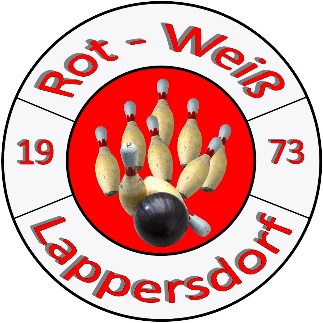 Rot - Weiß
19 73
Lappersdorf